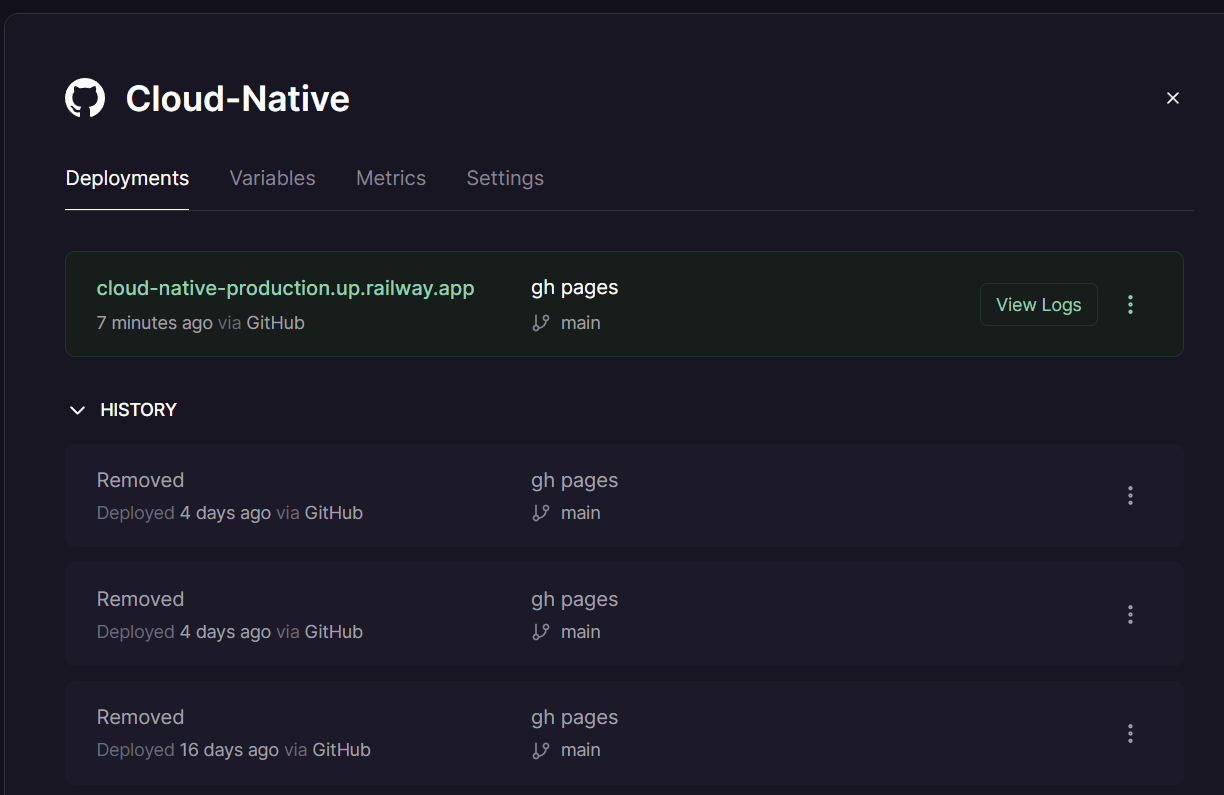 Cloud-Native
Deployments Variables Metrics Settings
cloud-native-production.up.railway.app gh pages
7 minutes ago via GitHub main
View Logs
HISTORY
Removed gh pages
Deployed 4 days ago via GitHub main
Removed gh pages
Deployed 4 days ago via GitHub main
Removed gh pages
Deployed 16 days ago via GitHub main